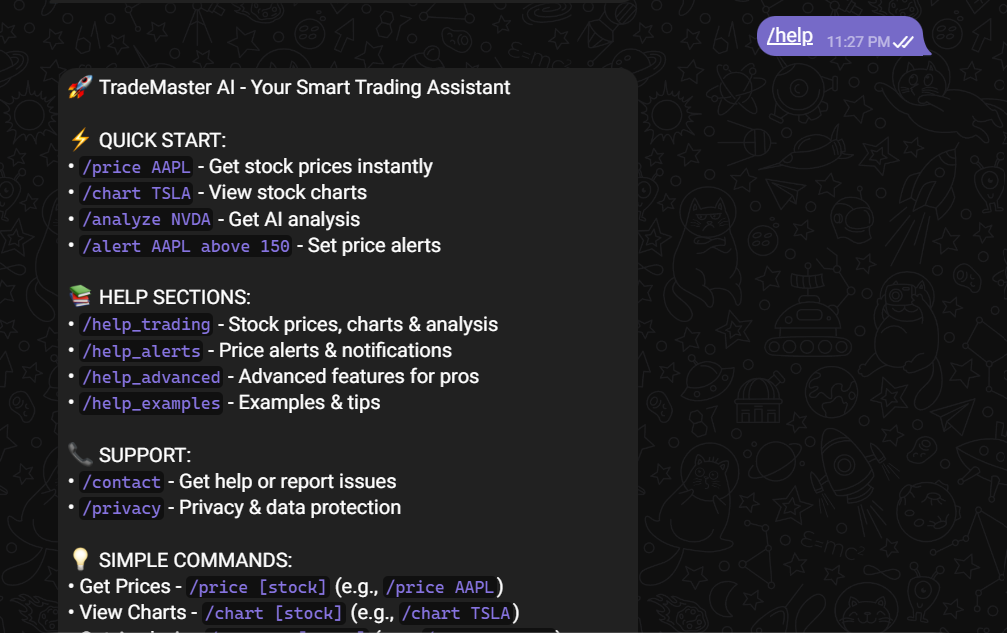 /help 11:27 PM
🚀 TradeMaster AI - Your Smart Trading Assistant
⚡ QUICK START:
• /price AAPL - Get stock prices instantly
• /chart TSLA - View stock charts
• /analyze NVDA - Get AI analysis
• /alert AAPL above 150 - Set price alerts
📚 HELP SECTIONS:
• /help_trading - Stock prices, charts & analysis
• /help_alerts - Price alerts & notifications
• /help_advanced - Advanced features for pros
• /help_examples - Examples & tips
📞 SUPPORT:
• /contact - Get help or report issues
• /privacy - Privacy & data protection
💡 SIMPLE COMMANDS:
• Get Prices - /price [stock] (e.g., /price AAPL)
• View Charts - /chart [stock] (e.g., /chart TSLA)